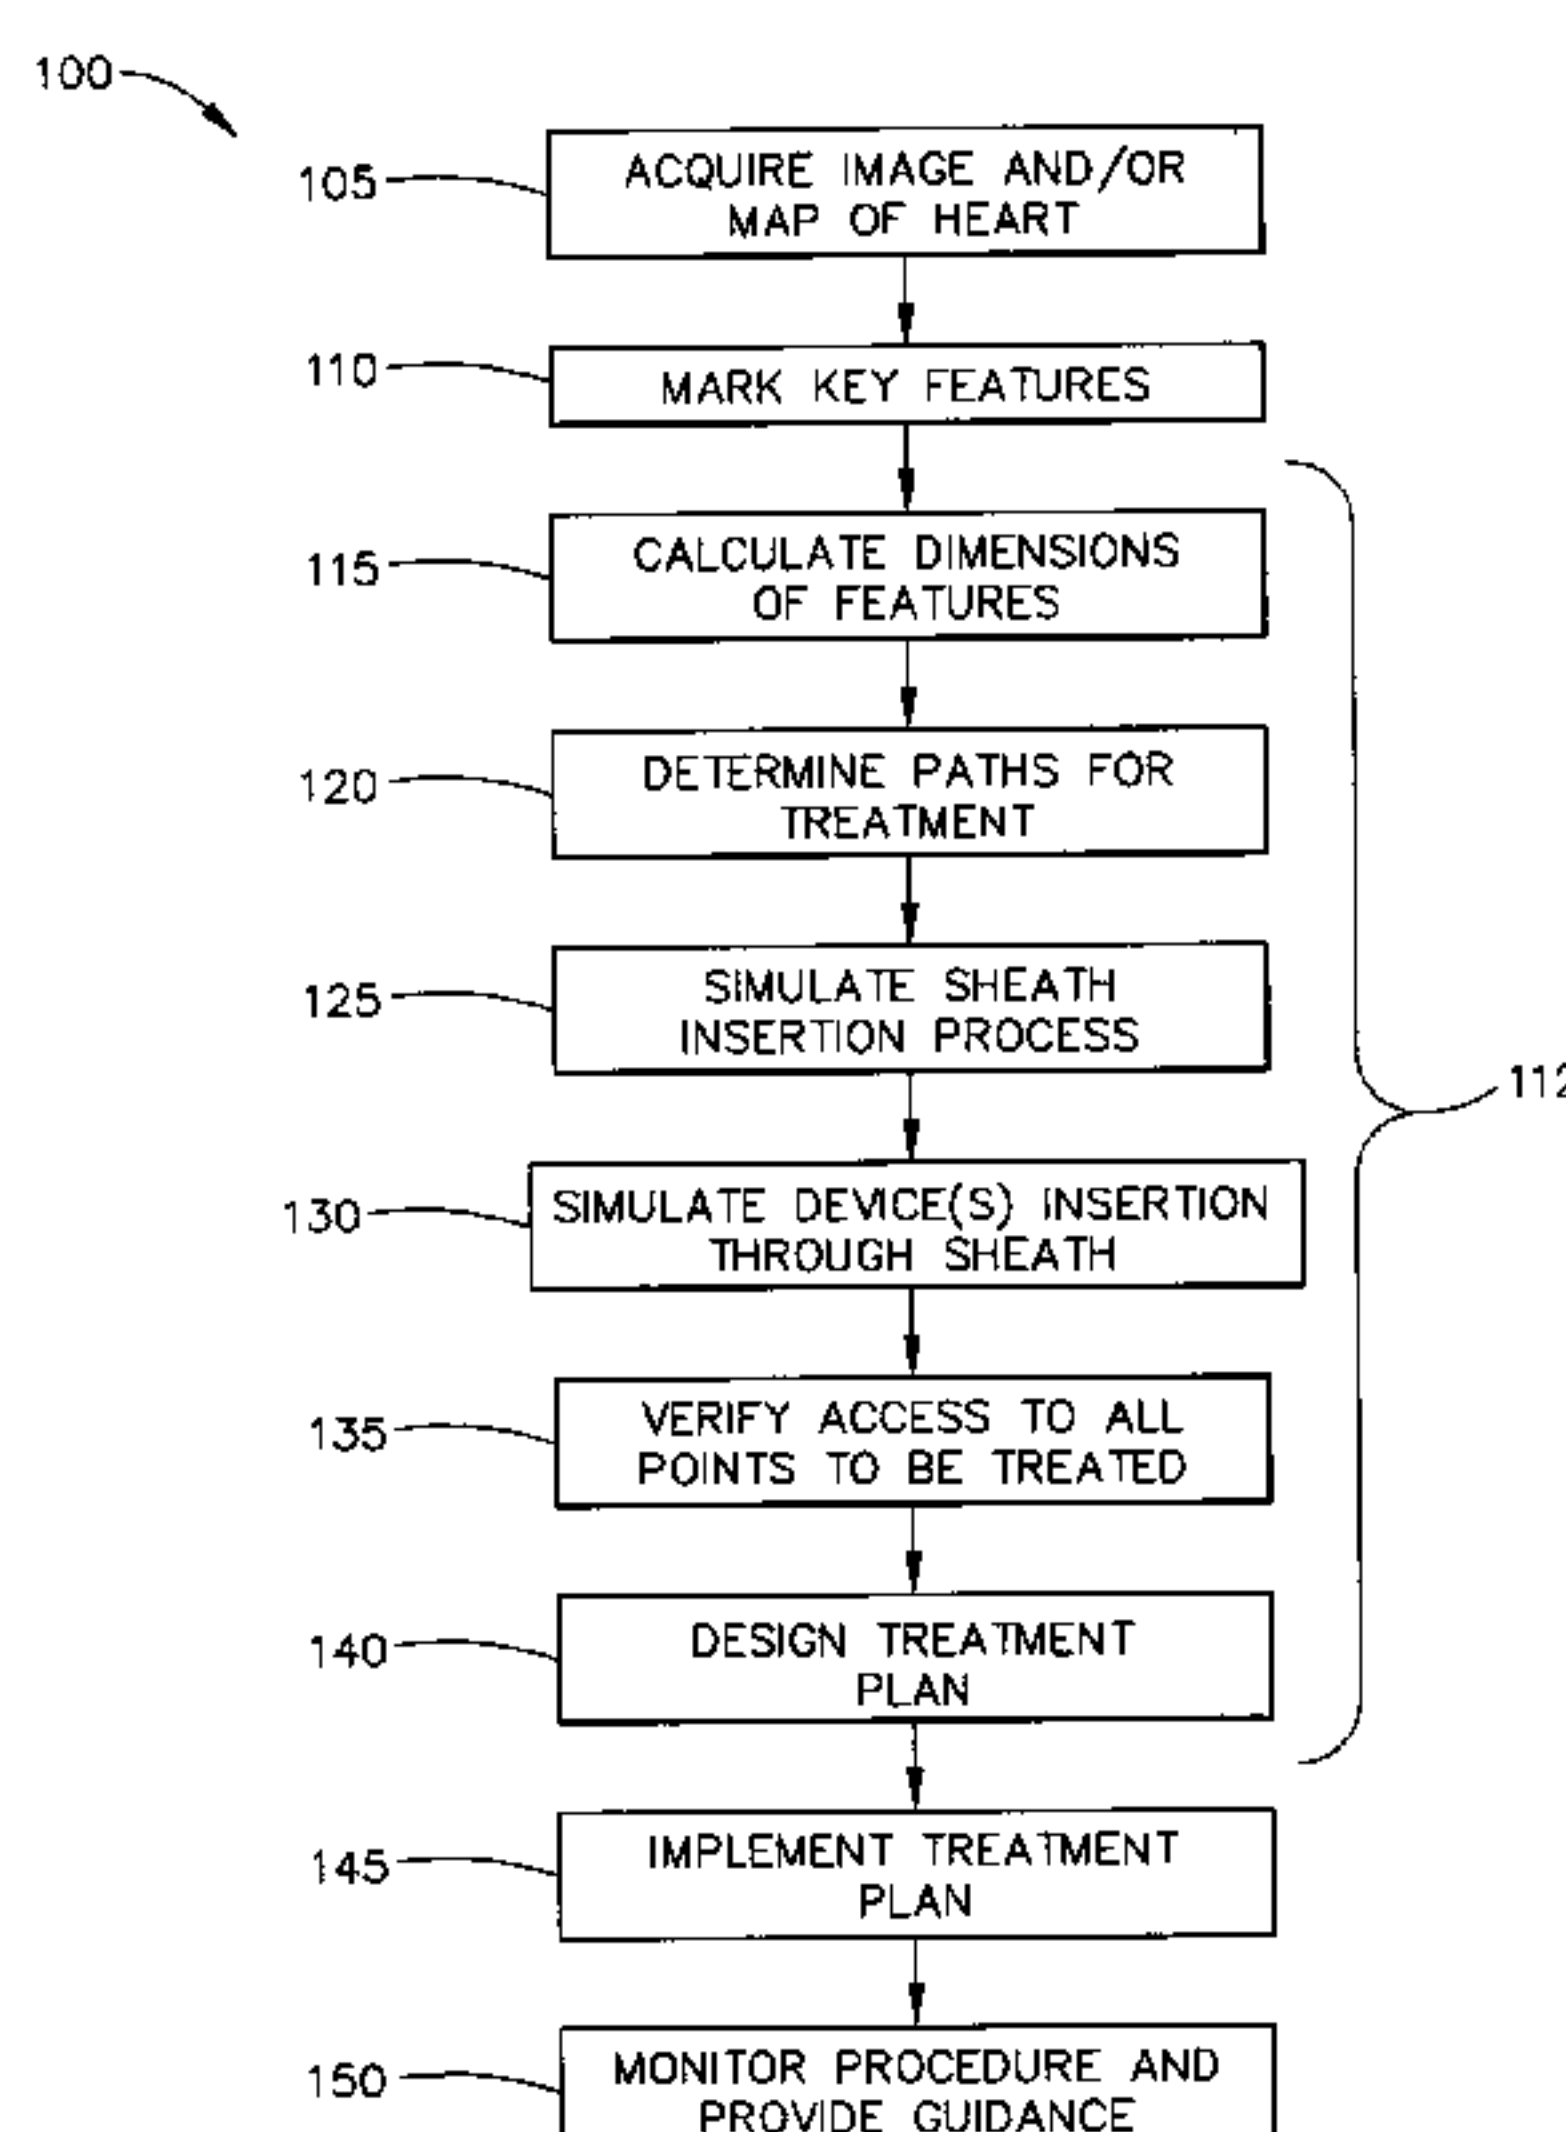 100
105
ACQUIRE IMAGE AND/OR
MAP OF HEART
110
MARK KEY FEATURES
115
CALCULATE DIMENSIONS
OF FEATURES
120
DETERMINE PATHS FOR
TREATMENT
125
SIMULATE SHEATH
INSERTION PROCESS
112
130
SIMULATE DEVICE(S) INSERTION
THROUGH SHEATH
135
VERIFY ACCESS TO ALL
POINTS TO BE TREATED
140
DESIGN TREATMENT
PLAN
145
IMPLEMENT TREATMENT
PLAN
150
MONITOR PROCEDURE AND
PROVIDE GUIDANCE